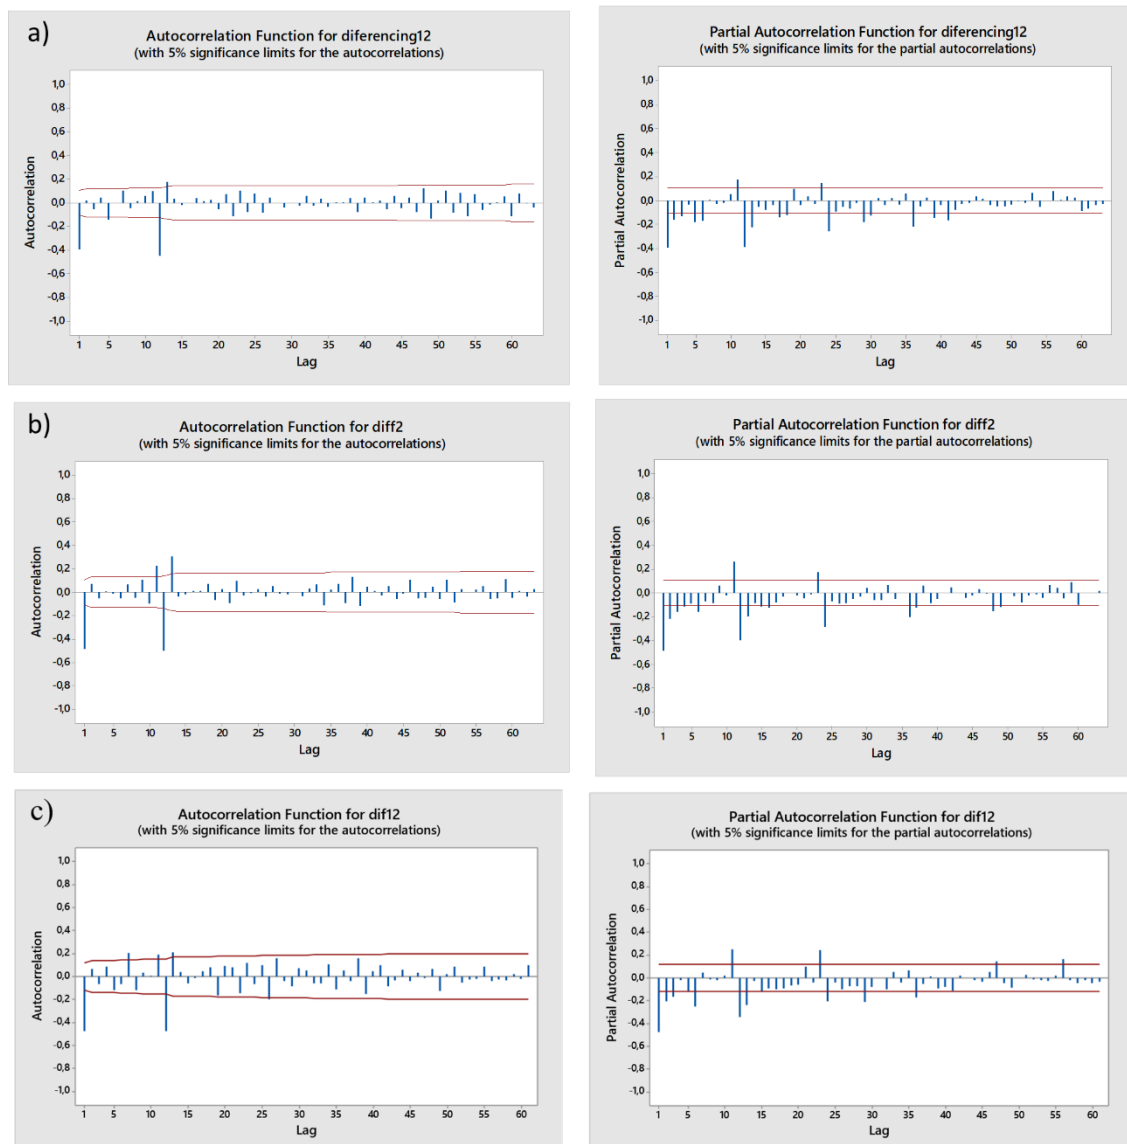 a)
Autocorrelation Function for diferencing12
(with 5% significance limits for the autocorrelations)
1,0
0,8
0,6
0,4
0,2
0,0
-0,2
-0,4
-0,6
-0,8
-1,0
Autocorrelation
1 5 10 15 20 25 30 35 40 45 50 55 60
Lag
Partial Autocorrelation Function for diferencing12
(with 5% significance limits for the partial autocorrelations)
1,0
0,8
0,6
0,4
0,2
0,0
-0,2
-0,4
-0,6
-0,8
-1,0
Partial Autocorrelation
1 5 10 15 20 25 30 35 40 45 50 55 60
Lag
b)
Autocorrelation Function for diff2
(with 5% significance limits for the autocorrelations)
1,0
0,8
0,6
0,4
0,2
0,0
-0,2
-0,4
-0,6
-0,8
-1,0
Autocorrelation
1 5 10 15 20 25 30 35 40 45 50 55 60
Lag
Partial Autocorrelation Function for diff2
(with 5% significance limits for the partial autocorrelations)
1,0
0,8
0,6
0,4
0,2
0,0
-0,2
-0,4
-0,6
-0,8
-1,0
Partial Autocorrelation
1 5 10 15 20 25 30 35 40 45 50 55 60
Lag
c)
Autocorrelation Function for dif12
(with 5% significance limits for the autocorrelations)
1,0
0,8
0,6
0,4
0,2
0,0
-0,2
-0,4
-0,6
-0,8
-1,0
Autocorrelation
1 5 10 15 20 25 30 35 40 45 50 55 60
Lag
Partial Autocorrelation Function for dif12
(with 5% significance limits for the partial autocorrelations)
1,0
0,8
0,6
0,4
0,2
0,0
-0,2
-0,4
-0,6
-0,8
-1,0
Partial Autocorrelation
1 5 10 15 20 25 30 35 40 45 50 55 60
Lag